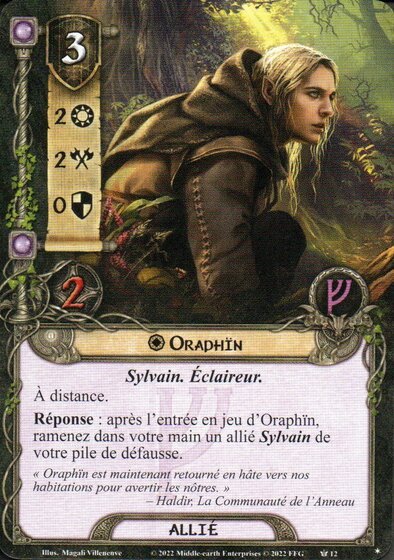 3
2
2
0
2
Oraphïn
Sylvain. Éclaireur.
À distance.
Réponse : après l'entrée en jeu d'Oraphïn,
ramenez dans votre main un allié Sylvain de
votre pile de défausse.
« Oraphïn est maintenant retourné en hâte vers nos
habitations pour avertir les nôtres. »
– Haldir, La Communauté de l'Anneau
ALLIÉ
Illus. Magali Villeneuve © 2022 Middle-earth Enterprises © 2022 FFG 12